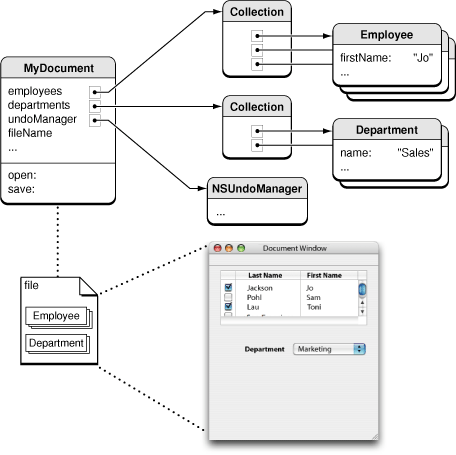 Collection
Employee
firstName: "Jo"
...
MyDocument
employees
departments
undoManager
fileName
...
open:
save:
Collection
Department
name: "Sales"
...
NSUndoManager
...
file
Employee
Department
Document Window
Last Name First Name
Jackson Jo
Pohl Sam
Lau Toni
Department Marketing